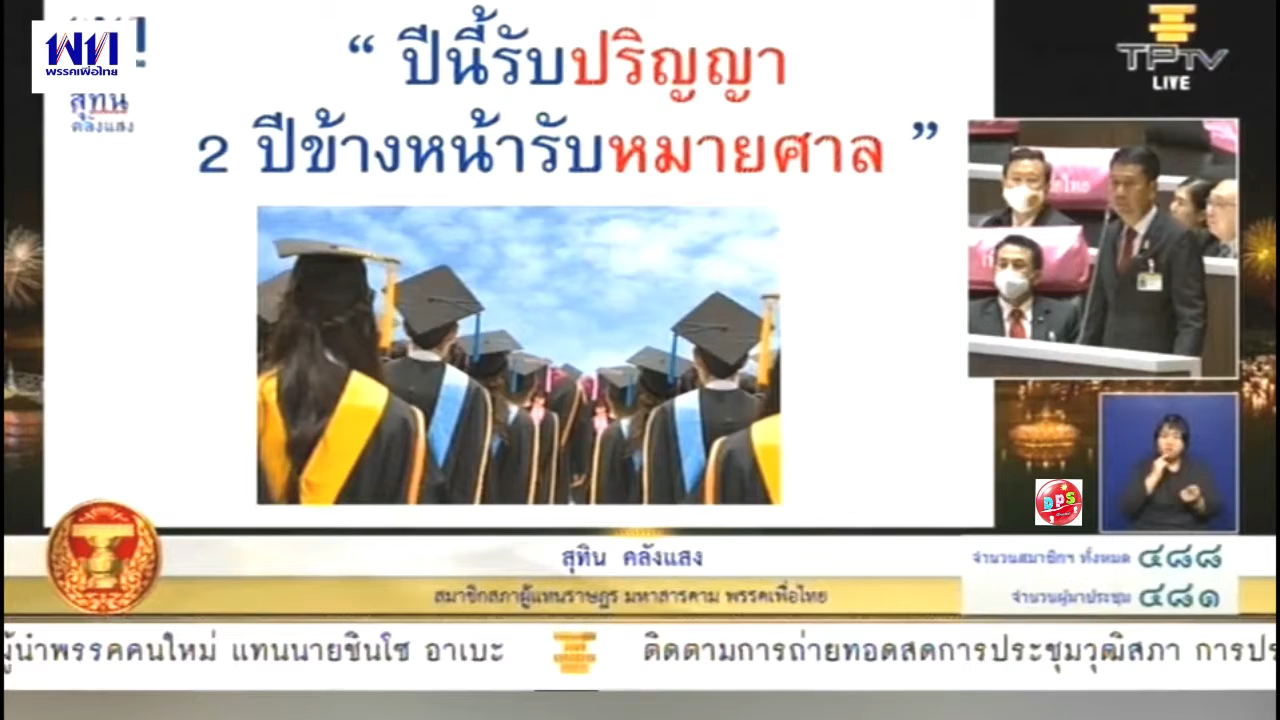 พท
พรรคเพื่อไทย
สุทิน
คลังแสง
“ ปีนี้รับปริญญา
2 ปีข้างหน้ารับหมายศาล ”
TPTV
LIVE
DPS
สุทิน คลังแสง
สมาชิกสภาผู้แทนราษฎร มหาสารคาม พรรคเพื่อไทย
จำนวนสมาชิกฯ ทั้งหมด ๔๘๘
จำนวนผู้มาประชุม ๔๘๑
ผู้นำพรรคคนใหม่ แทนนายชินโซ อาเบะ ติดตามการถ่ายทอดสดการประชุมวุฒิสภา การประ